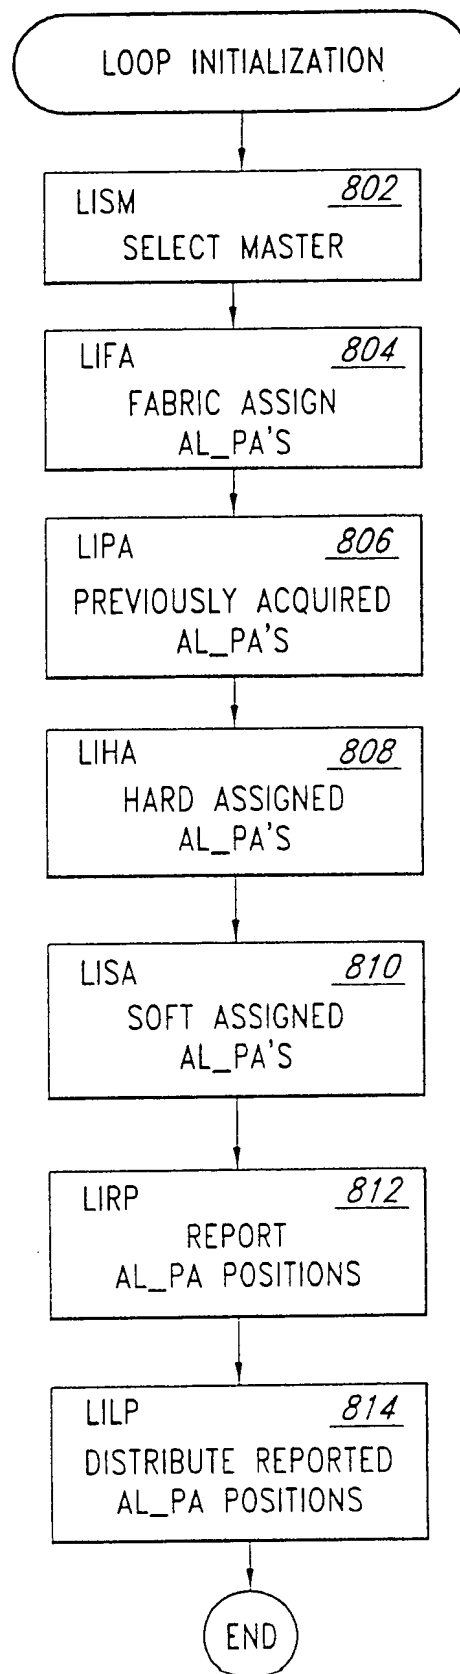 LOOP INITIALIZATION
LISM 802
SELECT MASTER
LIFA 804
FABRIC ASSIGN
AL_PA'S
LIPA 806
PREVIOUSLY ACQUIRED
AL_PA'S
LIHA 808
HARD ASSIGNED
AL_PA'S
LISA 810
SOFT ASSIGNED
AL_PA'S
LIRP 812
REPORT
AL_PA POSITIONS
LILP 814
DISTRIBUTE REPORTED
AL_PA POSITIONS
END